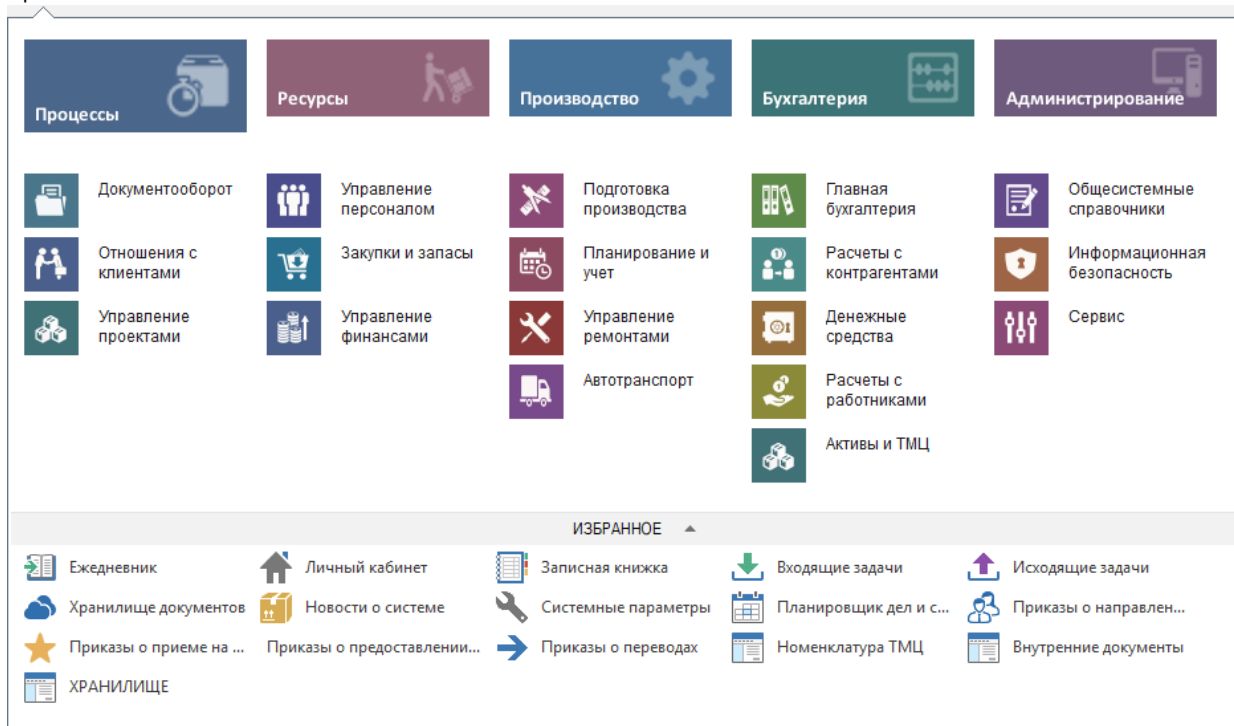 Процессы
Ресурсы
Производство
Бухгалтерия
Администрирование
Документооборот
Отношения с
клиентами
Управление
проектами
Управление
персоналом
Закупки и запасы
Управление
финансами
Подготовка
производства
Планирование и
учет
Управление
ремонтами
Автотранспорт
Главная
бухгалтерия
Расчеты с
контрагентами
Денежные
средства
Расчеты с
работниками
Активы и ТМЦ
Общесистемные
справочники
Информационная
безопасность
Сервис
ИЗБРАННОЕ
Ежедневник
Личный кабинет
Записная книжка
Входящие задачи
Исходящие задачи
Хранилище документов
Новости о системе
Системные параметры
Планировщик дел и с...
Приказы о направлен...
Приказы о приеме на ...
Приказы о предоставлении...
Приказы о переводах
Номенклатура ТМЦ
Внутренние документы
ХРАНИЛИЩЕ